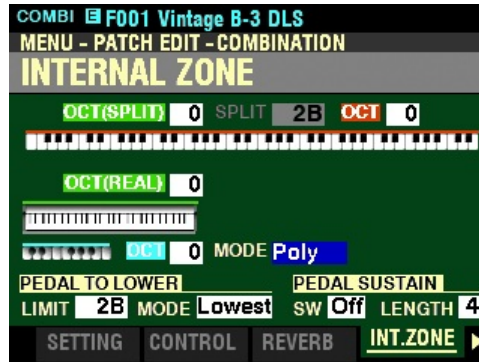 COMBI E F001 Vintage B-3 DLS
MENU - PATCH EDIT - COMBINATION
INTERNAL ZONE
OCT(SPLIT) 0 SPLIT 2B OCT 0
OCT(REAL) 0
OCT 0 MODE Poly
PEDAL TO LOWER PEDAL SUSTAIN
LIMIT 2B MODE Lowest SW Off LENGTH 4
SETTING CONTROL REVERB INT.ZONE